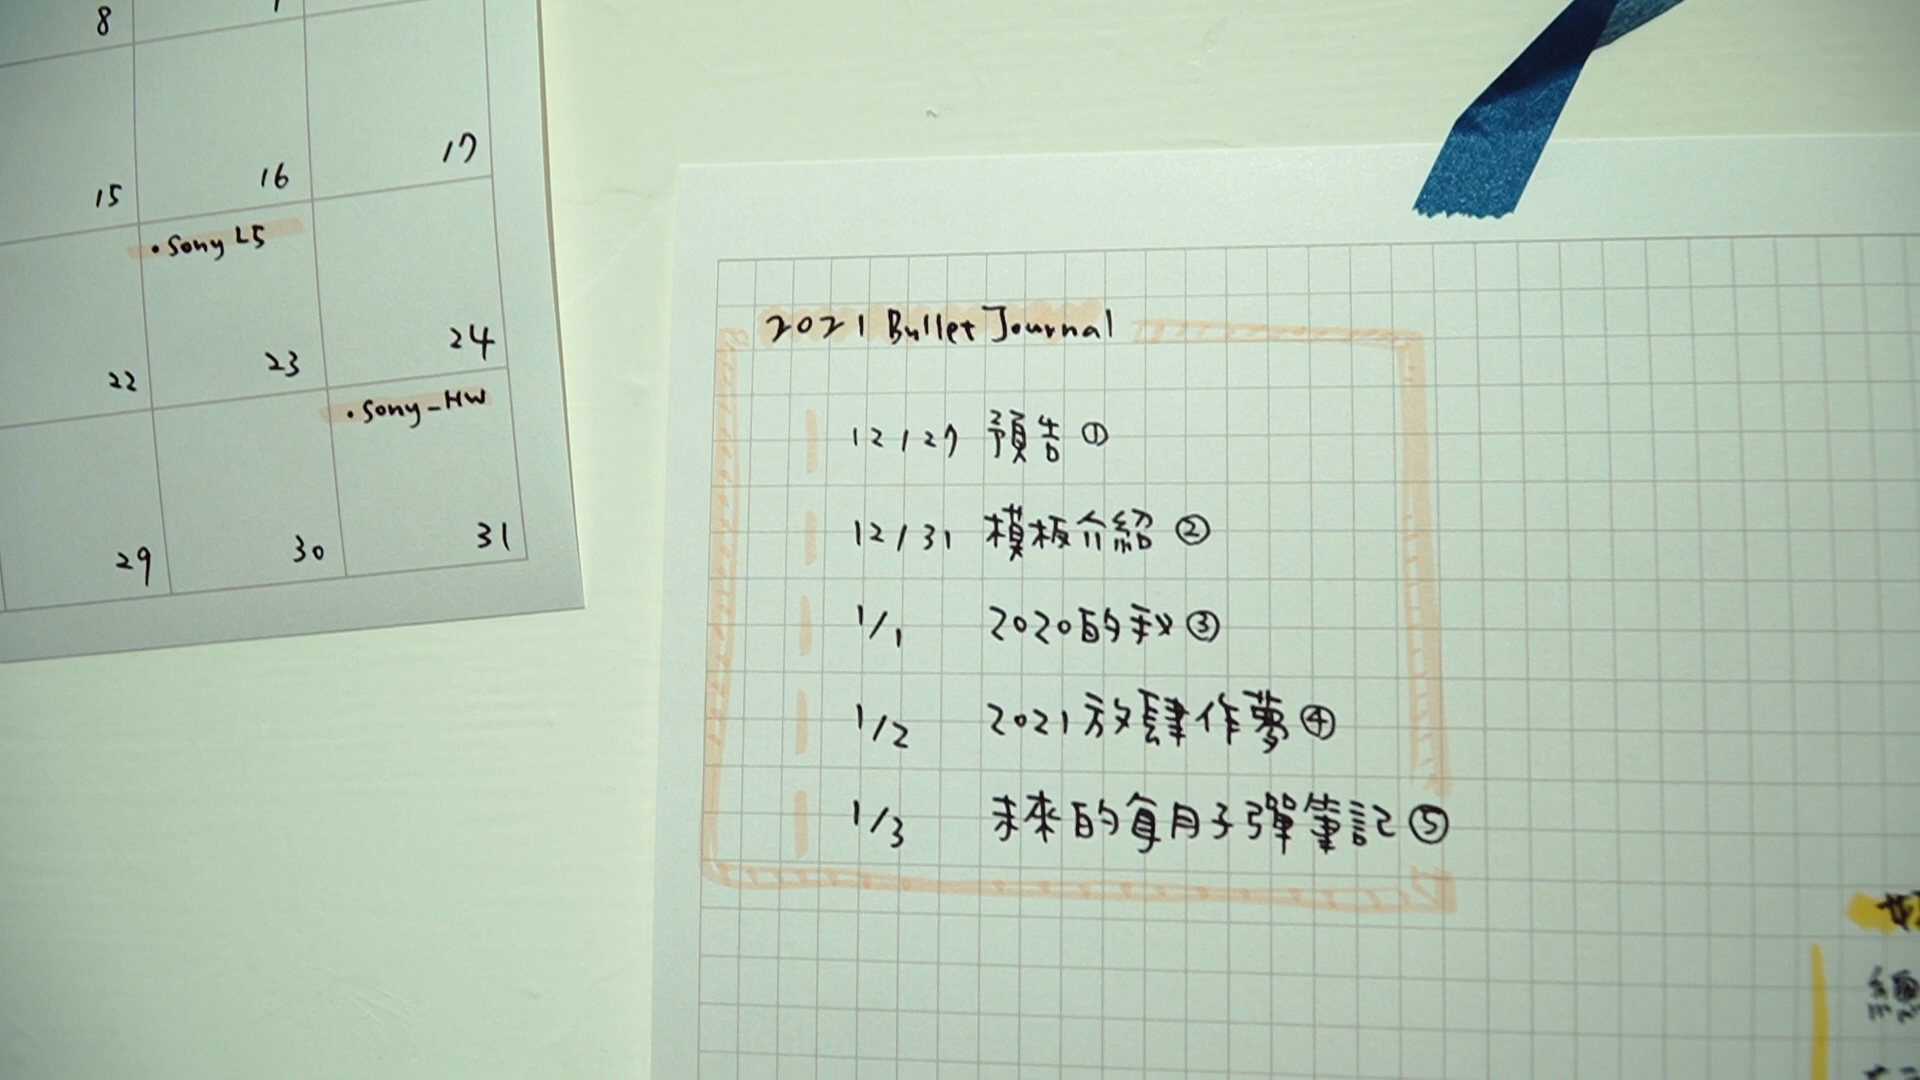 8
15
16
17
• Sony L5
22
23
24
• Sony_HW
29
30
31
2021 Bullet Journal
12/27 預告 ①
12/31 模板介紹 ②
1/1 2020的我 ③
1/2 2021放肆作夢 ④
1/3 未來的每月子彈筆記 ⑤